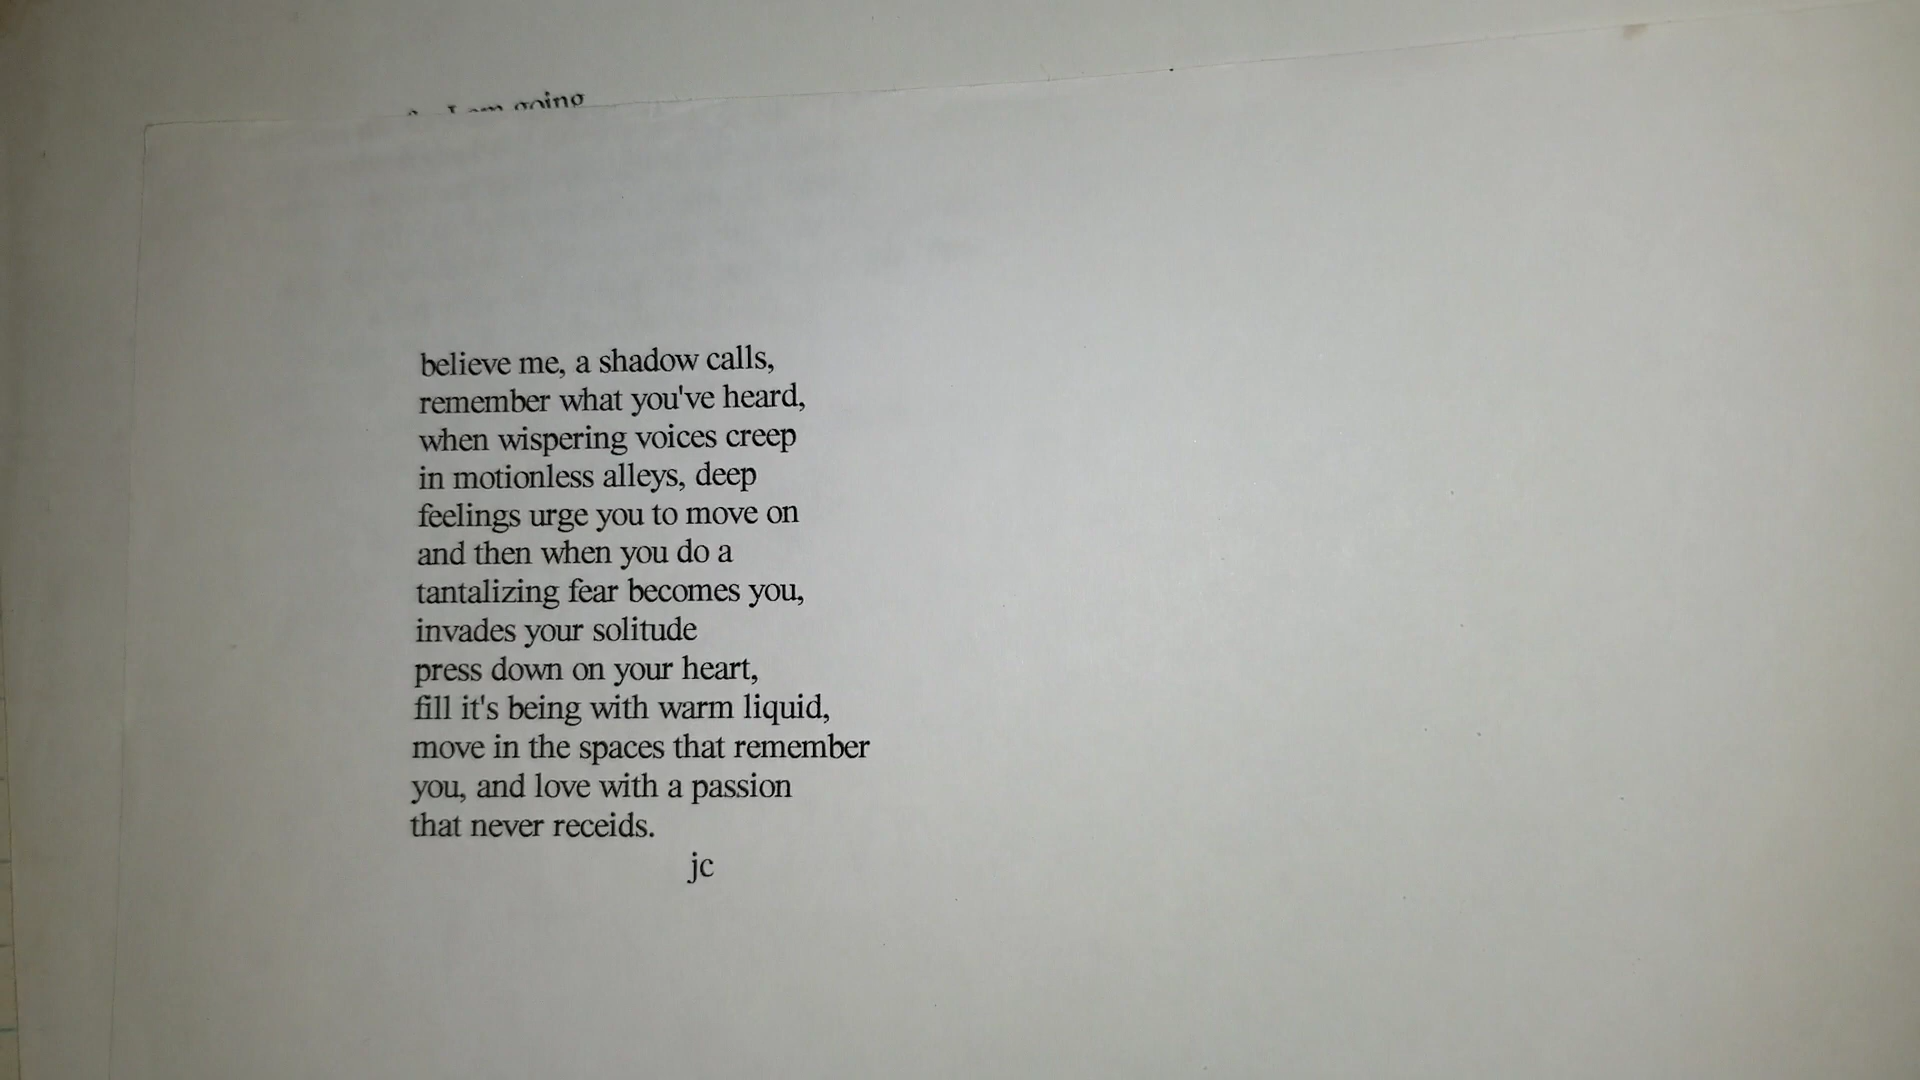 I am going
believe me, a shadow calls,
remember what you've heard,
when wispering voices creep
in motionless alleys, deep
feelings urge you to move on
and then when you do a
tantalizing fear becomes you,
invades your solitude
press down on your heart,
fill it's being with warm liquid,
move in the spaces that remember
you, and love with a passion
that never receids.
jc